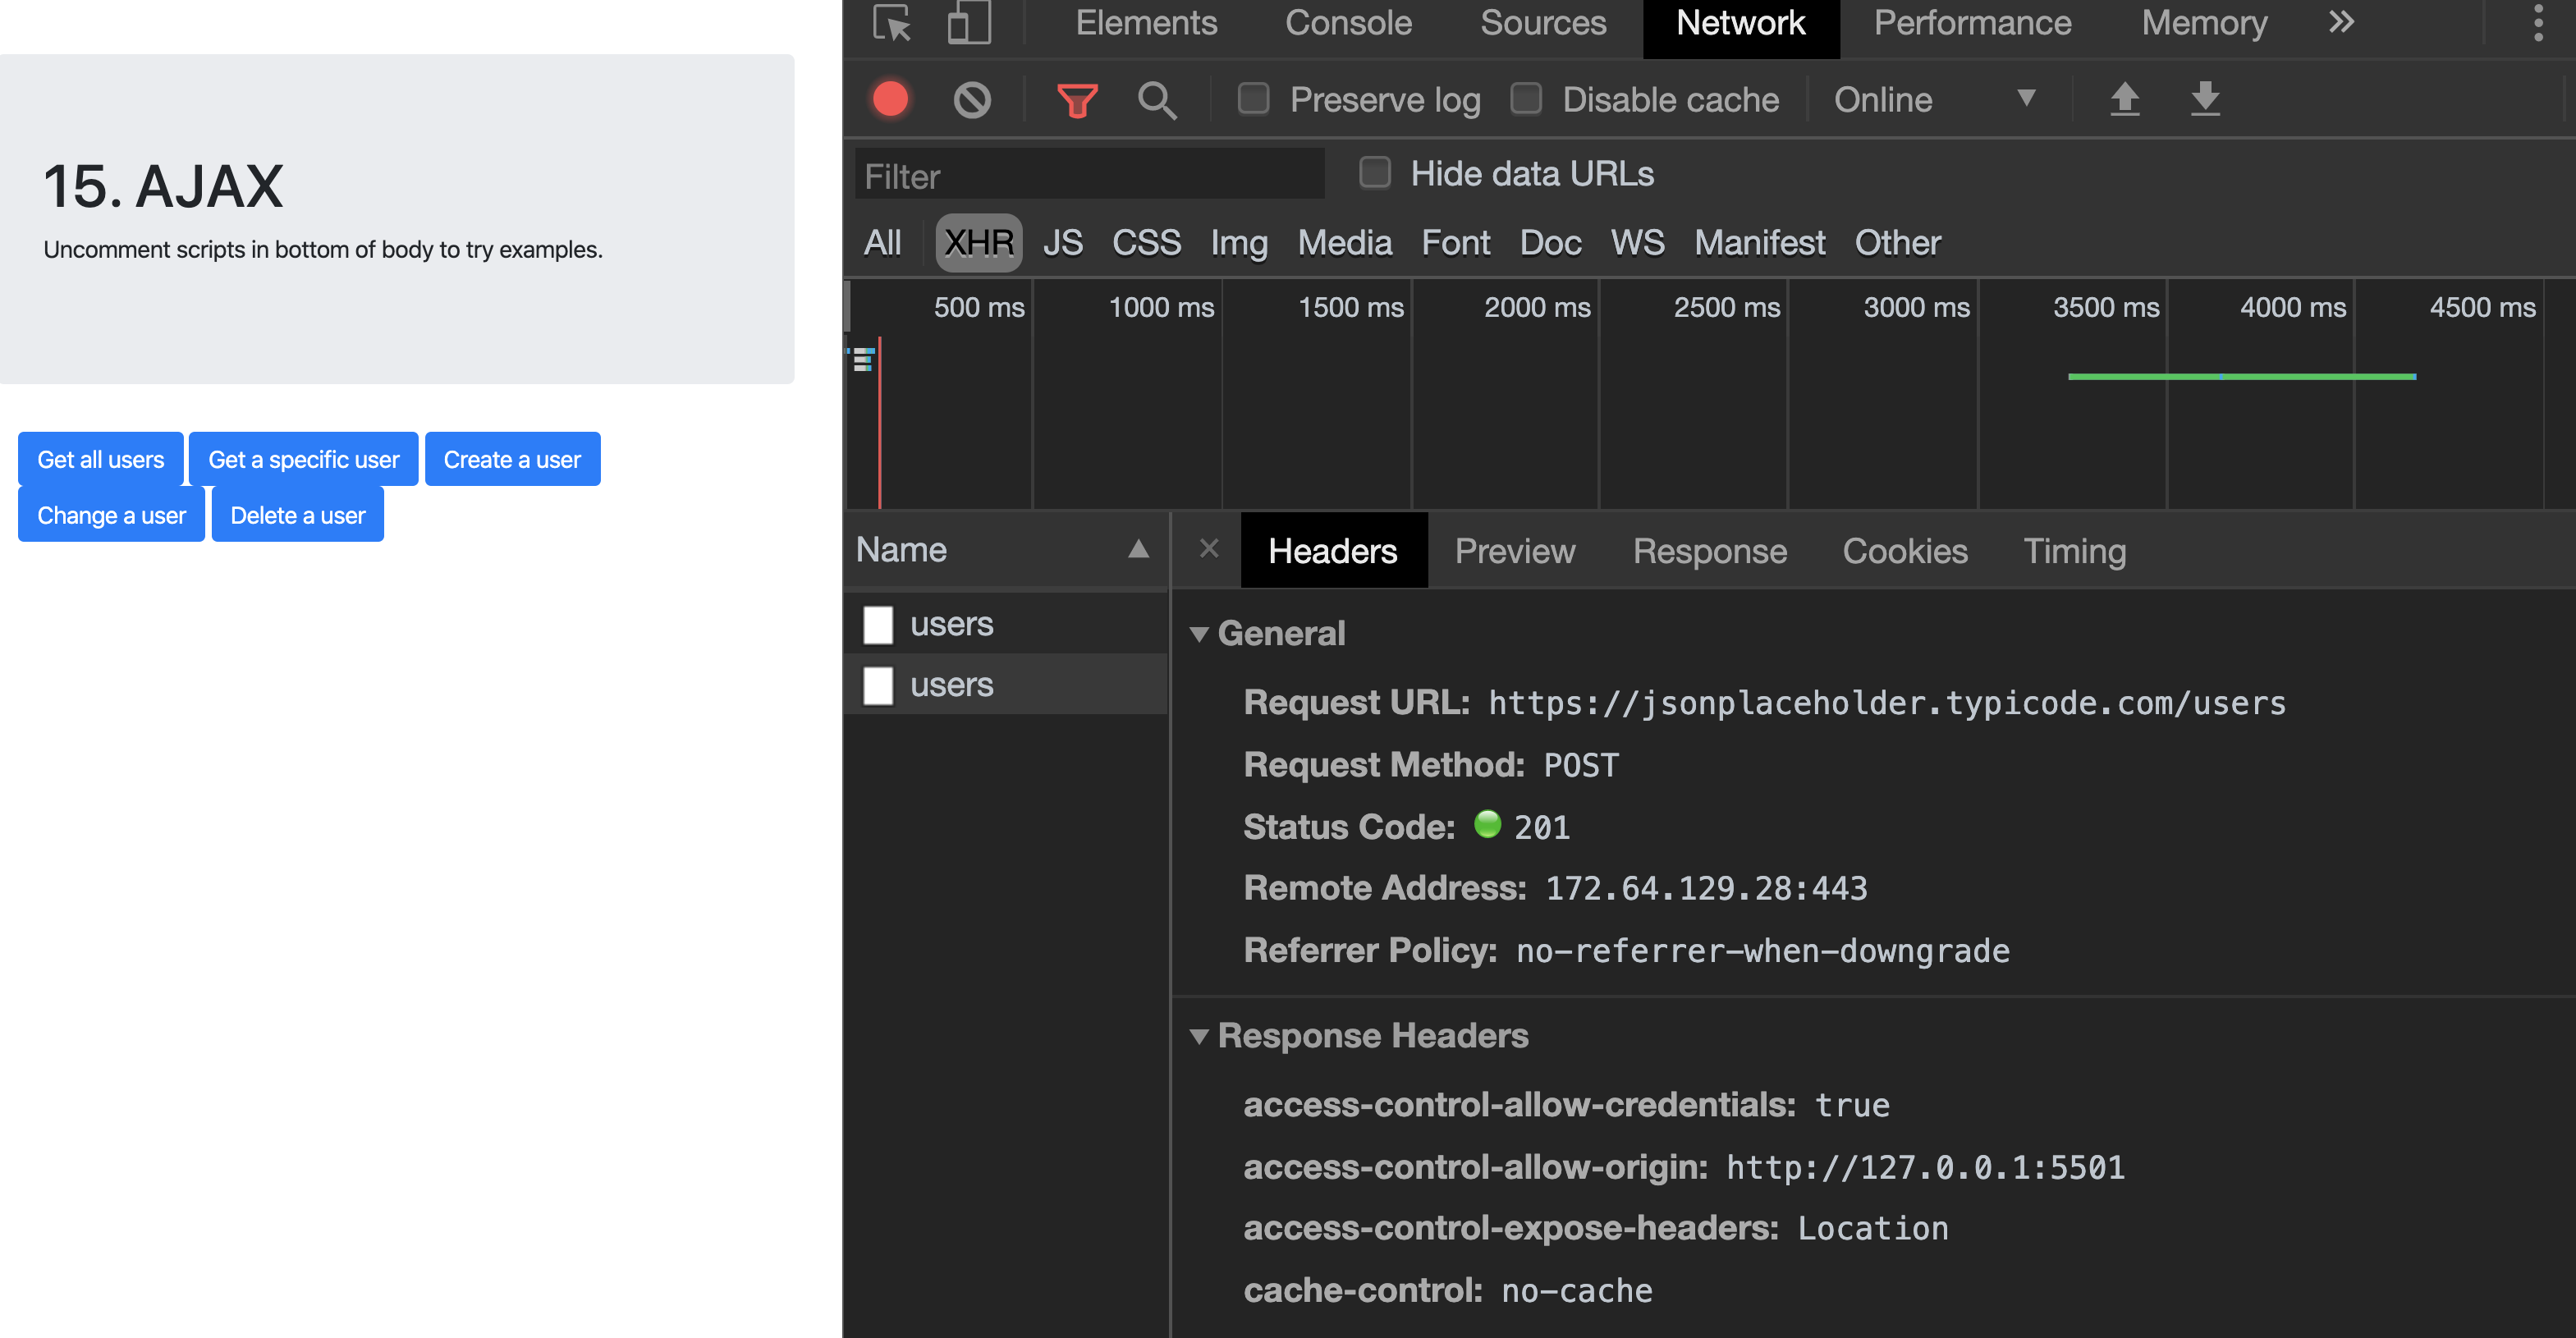 15. AJAX
Uncomment scripts in bottom of body to try examples.
Get all users Get a specific user Create a user
Change a user Delete a user
Elements Console Sources Network Performance Memory »
Preserve log Disable cache Online
Filter Hide data URLs
All XHR JS CSS Img Media Font Doc WS Manifest Other
500 ms 1000 ms 1500 ms 2000 ms 2500 ms 3000 ms 3500 ms 4000 ms 4500 ms
Name
users
users
× Headers Preview Response Cookies Timing
General
Request URL: https://jsonplaceholder.typicode.com/users
Request Method: POST
Status Code: 201
Remote Address: 172.64.129.28:443
Referrer Policy: no-referrer-when-downgrade
Response Headers
access-control-allow-credentials: true
access-control-allow-origin: http://127.0.0.1:5501
access-control-expose-headers: Location
cache-control: no-cache